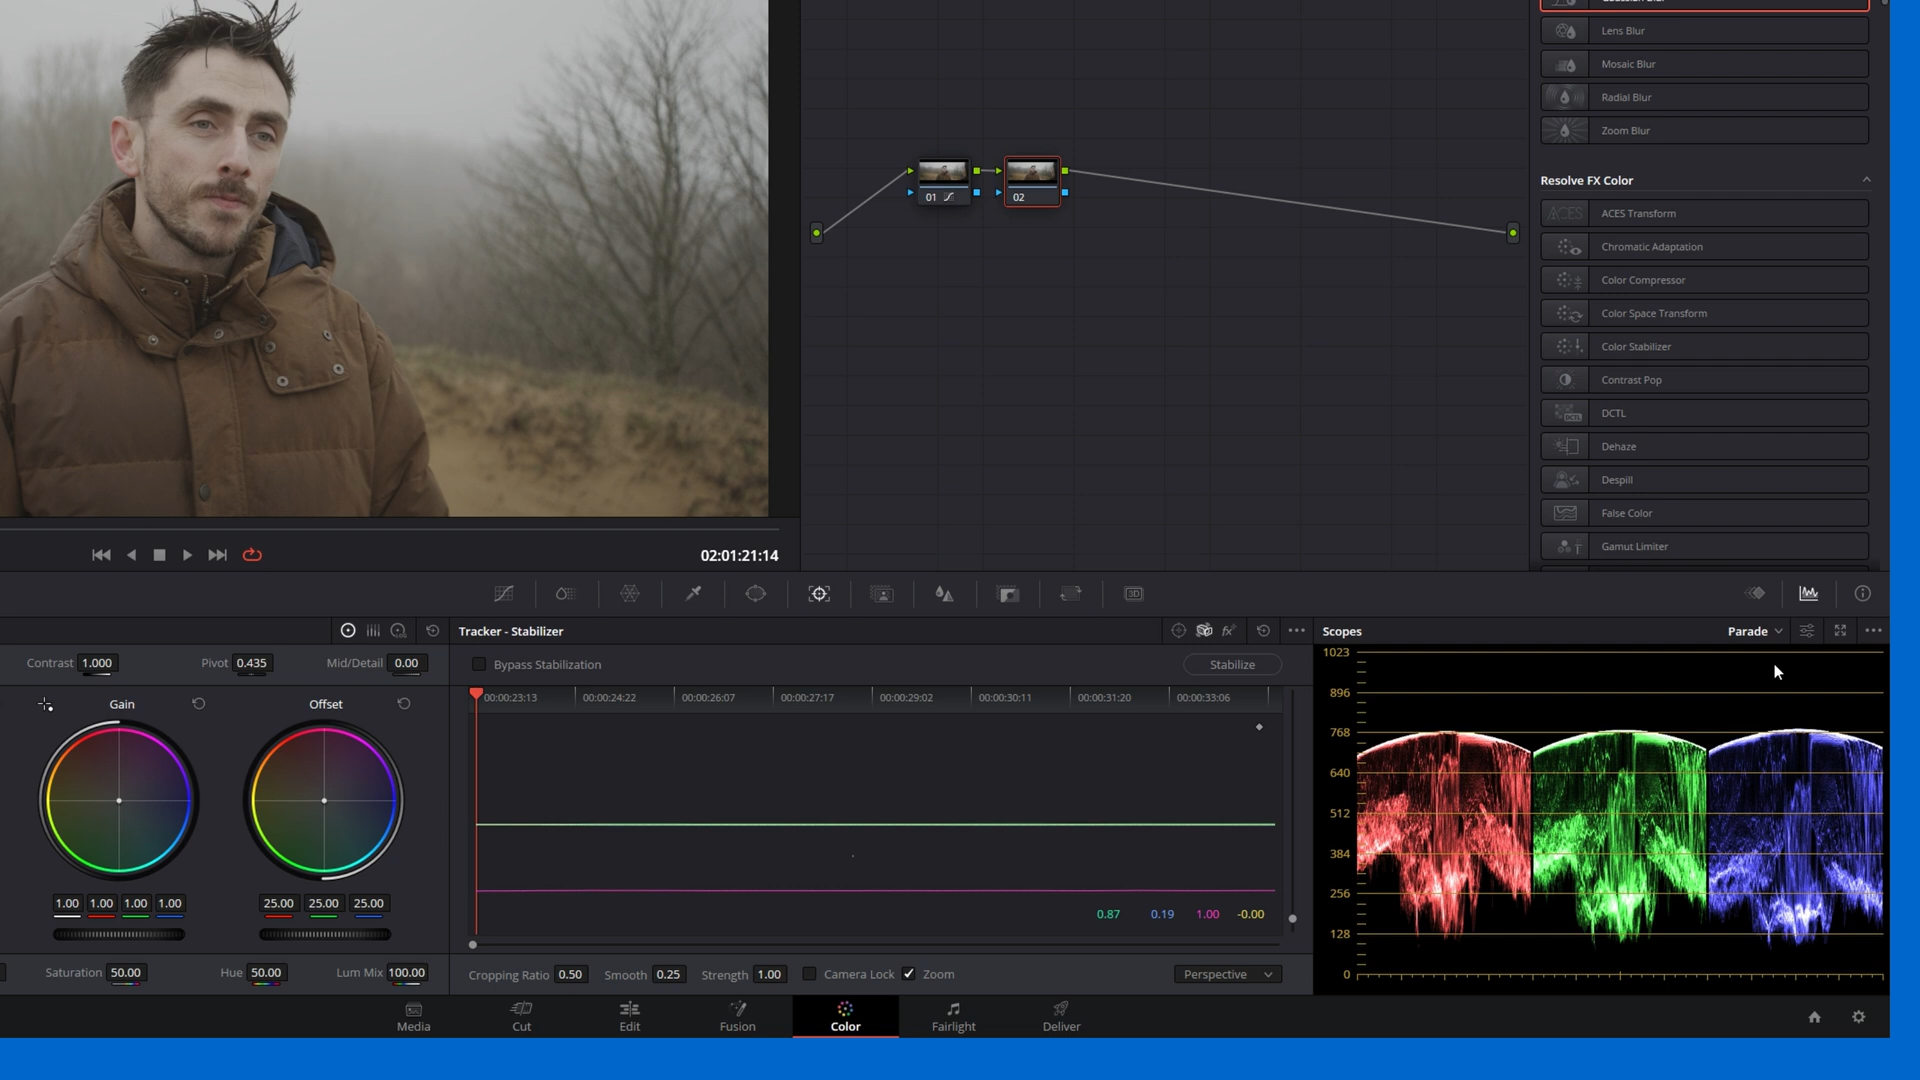 Lens Blur
Mosaic Blur
Radial Blur
Zoom Blur
Resolve FX Color
ACES Transform
Chromatic Adaptation
Color Compressor
Color Space Transform
Color Stabilizer
Contrast Pop
DCTL
Dehaze
Despill
False Color
Gamut Limiter
01
02
02:01:21:14
3D
Tracker - Stabilizer
Scopes
Parade
Contrast 1.000
Pivot 0.435
Mid/Detail 0.00
Bypass Stabilization
Stabilize
Gain
Offset
00:00:23:13
00:00:24:22
00:00:26:07
00:00:27:17
00:00:29:02
00:00:30:11
00:00:31:20
00:00:33:06
1023
896
768
640
512
384
256
128
0
1.00 1.00 1.00 1.00
25.00 25.00 25.00
0.87 0.19 1.00 -0.00
Saturation 50.00
Hue 50.00
Lum Mix 100.00
Cropping Ratio 0.50
Smooth 0.25
Strength 1.00
Camera Lock
Zoom
Perspective
Media
Cut
Edit
Fusion
Color
Fairlight
Deliver